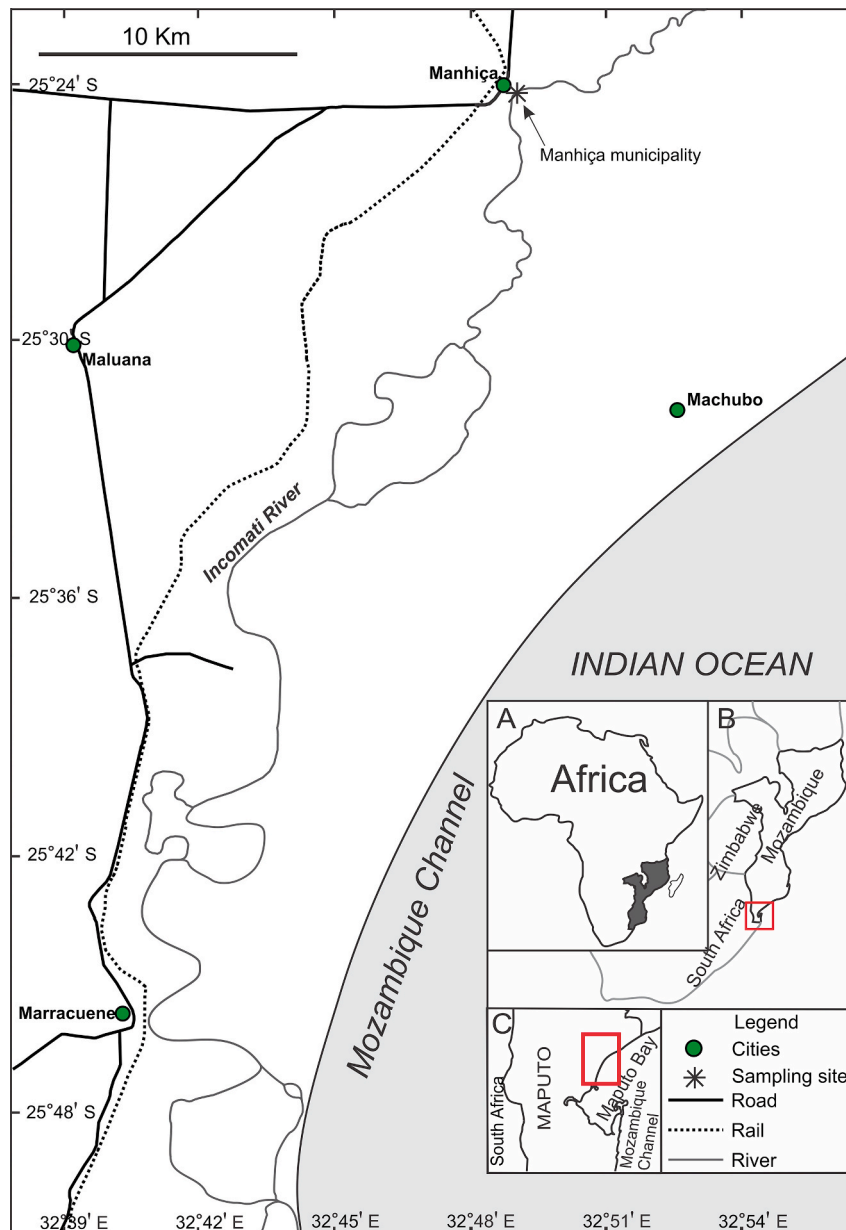 10 Km
Manhiça
25°24' S
Manhiça municipality
25°30' S
Maluana
Machubo
Incomati River
25°36' S
INDIAN OCEAN
A
B
Africa
Mozambique
Zimbabwe
25°42' S
Mozambique Channel
South Africa
Marracuene
C
Legend
Cities
Sampling site
Road
Rail
River
South Africa
MAPUTO
Maputo Bay
Mozambique
Channel
25°48' S
32°39' E
32°42' E
32°45' E
32°48' E
32°51' E
32°54' E